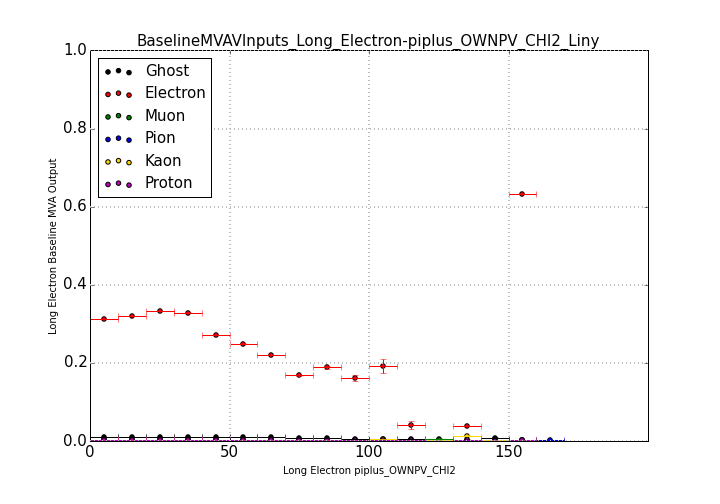 BaselineMVAVInputs_Long_Electron-piplus_OWNPV_CHI2_Liny
1.0
0.8
0.6
0.4
0.2
0.0
Ghost
Electron
Muon
Pion
Kaon
Proton
Long Electron Baseline MVA Output
0
50
100
150
Long Electron piplus_OWNPV_CHI2